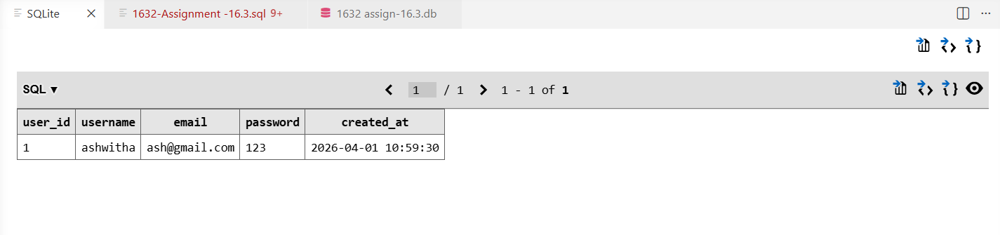 SQLite 1632-Assignment -16.3.sql 9+ 1632 assign-16.3.db
SQL ▼ 1 / 1 1 - 1 of 1
user_id username email password created_at
1 ashwitha ash@gmail.com 123 2026-04-01 10:59:30